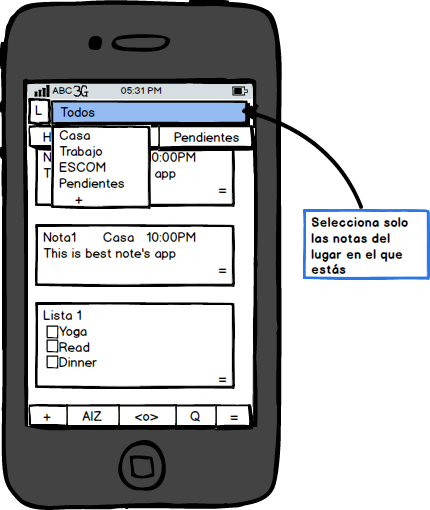 ABC 3G 05:31 PM
L Todos
H Pendientes
Casa
Trabajo
ESCOM
Pendientes
+
N 0:00PM
T app
=
Nota1 Casa 10:00PM
This is best note's app
=
Lista 1
Yoga
Read
Dinner
=
+ AIZ <o> Q =
Selecciona solo
las notas del
lugar en el que
estás